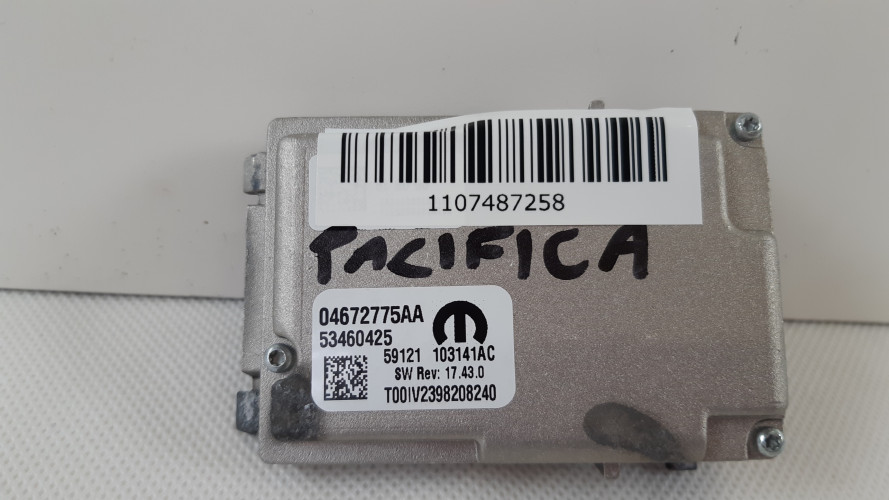 1107487258
PACIFICA
04672775AA
53460425
59121 103141AC
SW Rev: 17.43.0
T00IV2398208240